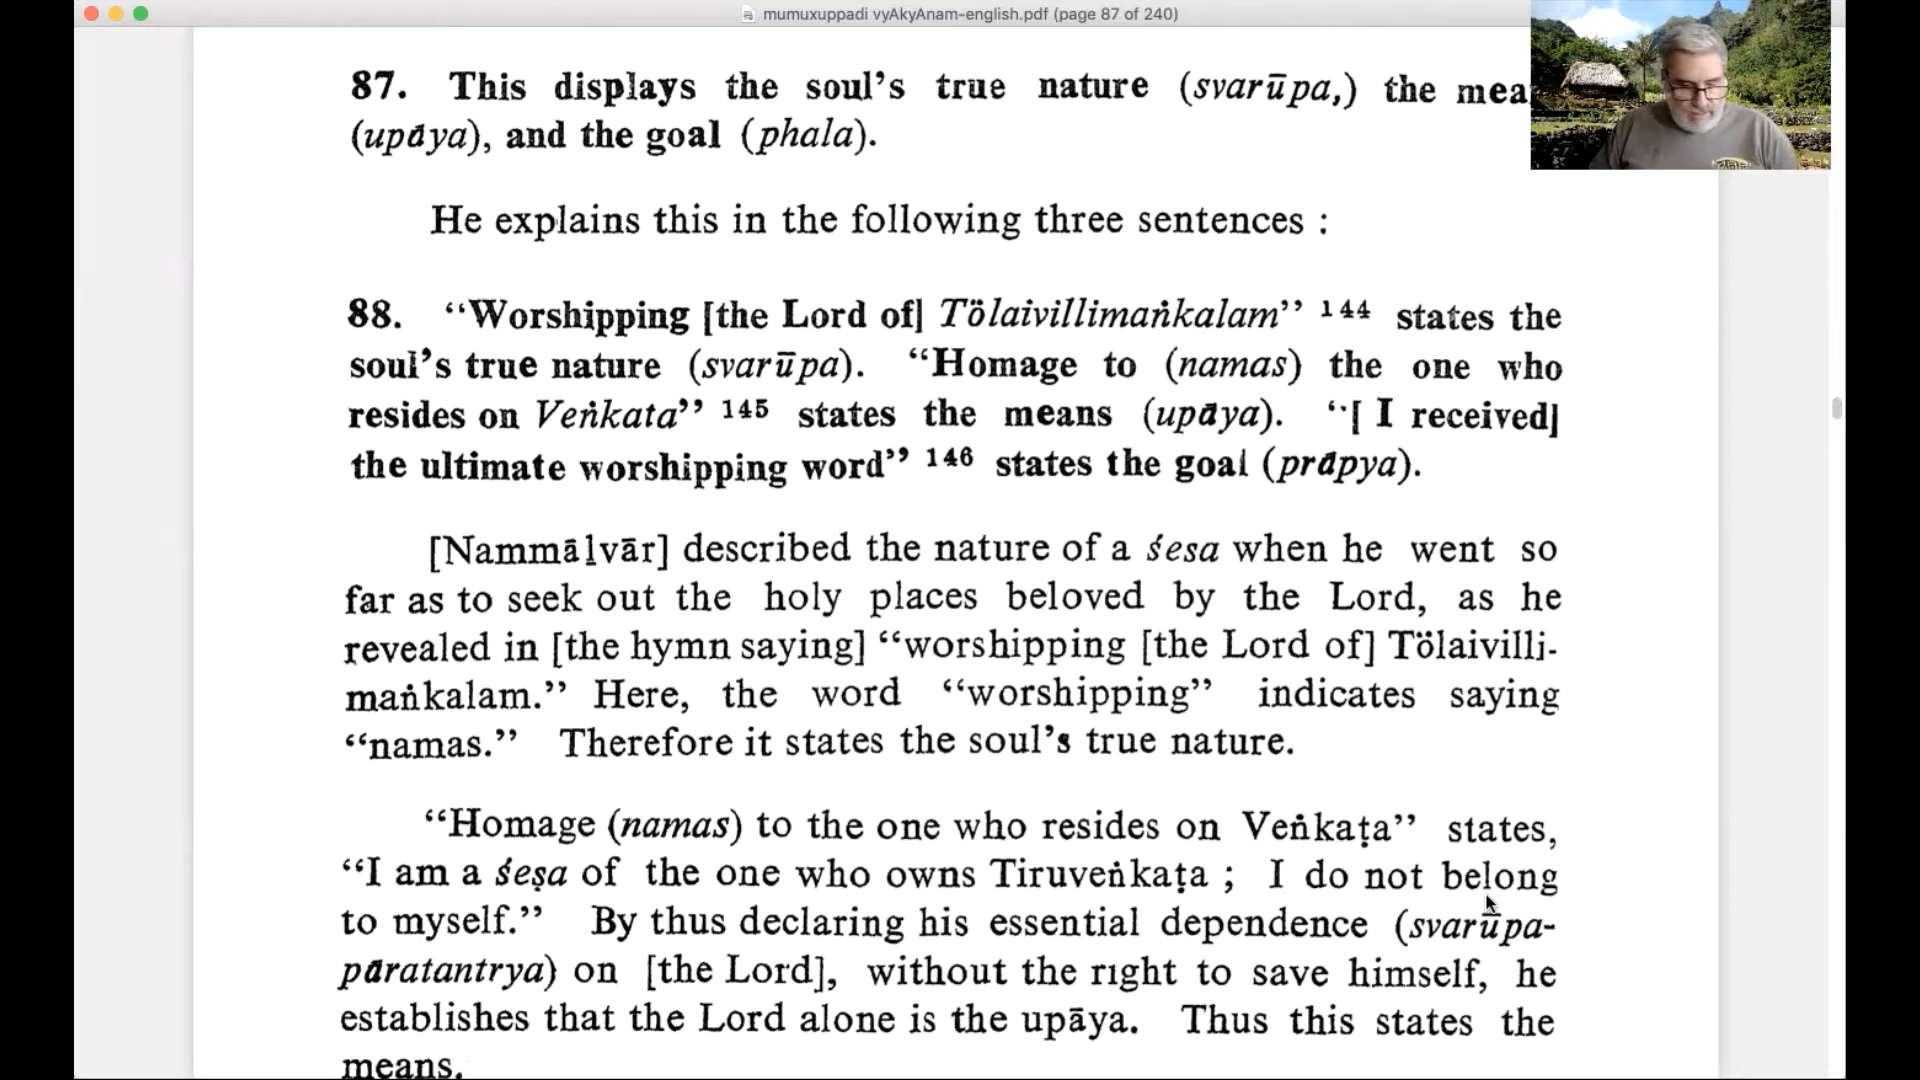 mumuxuppadi vyAkyAnam-english.pdf (page 87 of 240)
87. This displays the soul's true nature (svarūpa,) the mea
(upāya), and the goal (phala).
He explains this in the following three sentences :
88. “Worshipping [the Lord of] Tölaivillimaṅkalam” 144 states the
soul's true nature (svarūpa). “Homage to (namas) the one who
resides on Veṅkata” 145 states the means (upāya). “[ I received]
the ultimate worshipping word” 146 states the goal (prāpya).
[Nammāḻvār] described the nature of a śesa when he went so
far as to seek out the holy places beloved by the Lord, as he
revealed in [the hymn saying] “worshipping [the Lord of] Tölaivilli-
maṅkalam.” Here, the word “worshipping” indicates saying
“namas.” Therefore it states the soul's true nature.
“Homage (namas) to the one who resides on Veṅkaṭa” states,
“I am a śeṣa of the one who owns Tiruveṅkaṭa ; I do not belong
to myself.” By thus declaring his essential dependence (svarūpa-
pāratantrya) on [the Lord], without the right to save himself, he
establishes that the Lord alone is the upāya. Thus this states the
means.